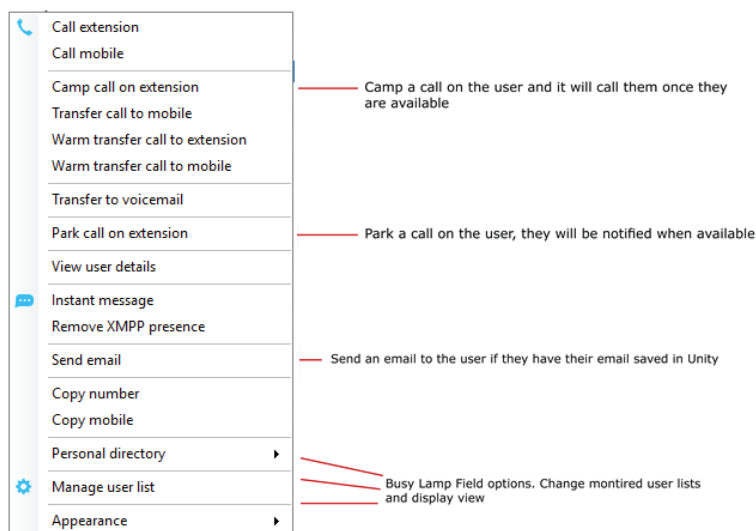 Call extension
Call mobile
Camp call on extension
Camp a call on the user and it will call them once they
are available
Transfer call to mobile
Warm transfer call to extension
Warm transfer call to mobile
Transfer to voicemail
Park call on extension
Park a call on the user, they will be notified when available
View user details
Instant message
Remove XMPP presence
Send email
Send an email to the user if they have their email saved in Unity
Copy number
Copy mobile
Personal directory
Manage user list
Busy Lamp Field options. Change montired user lists
and display view
Appearance